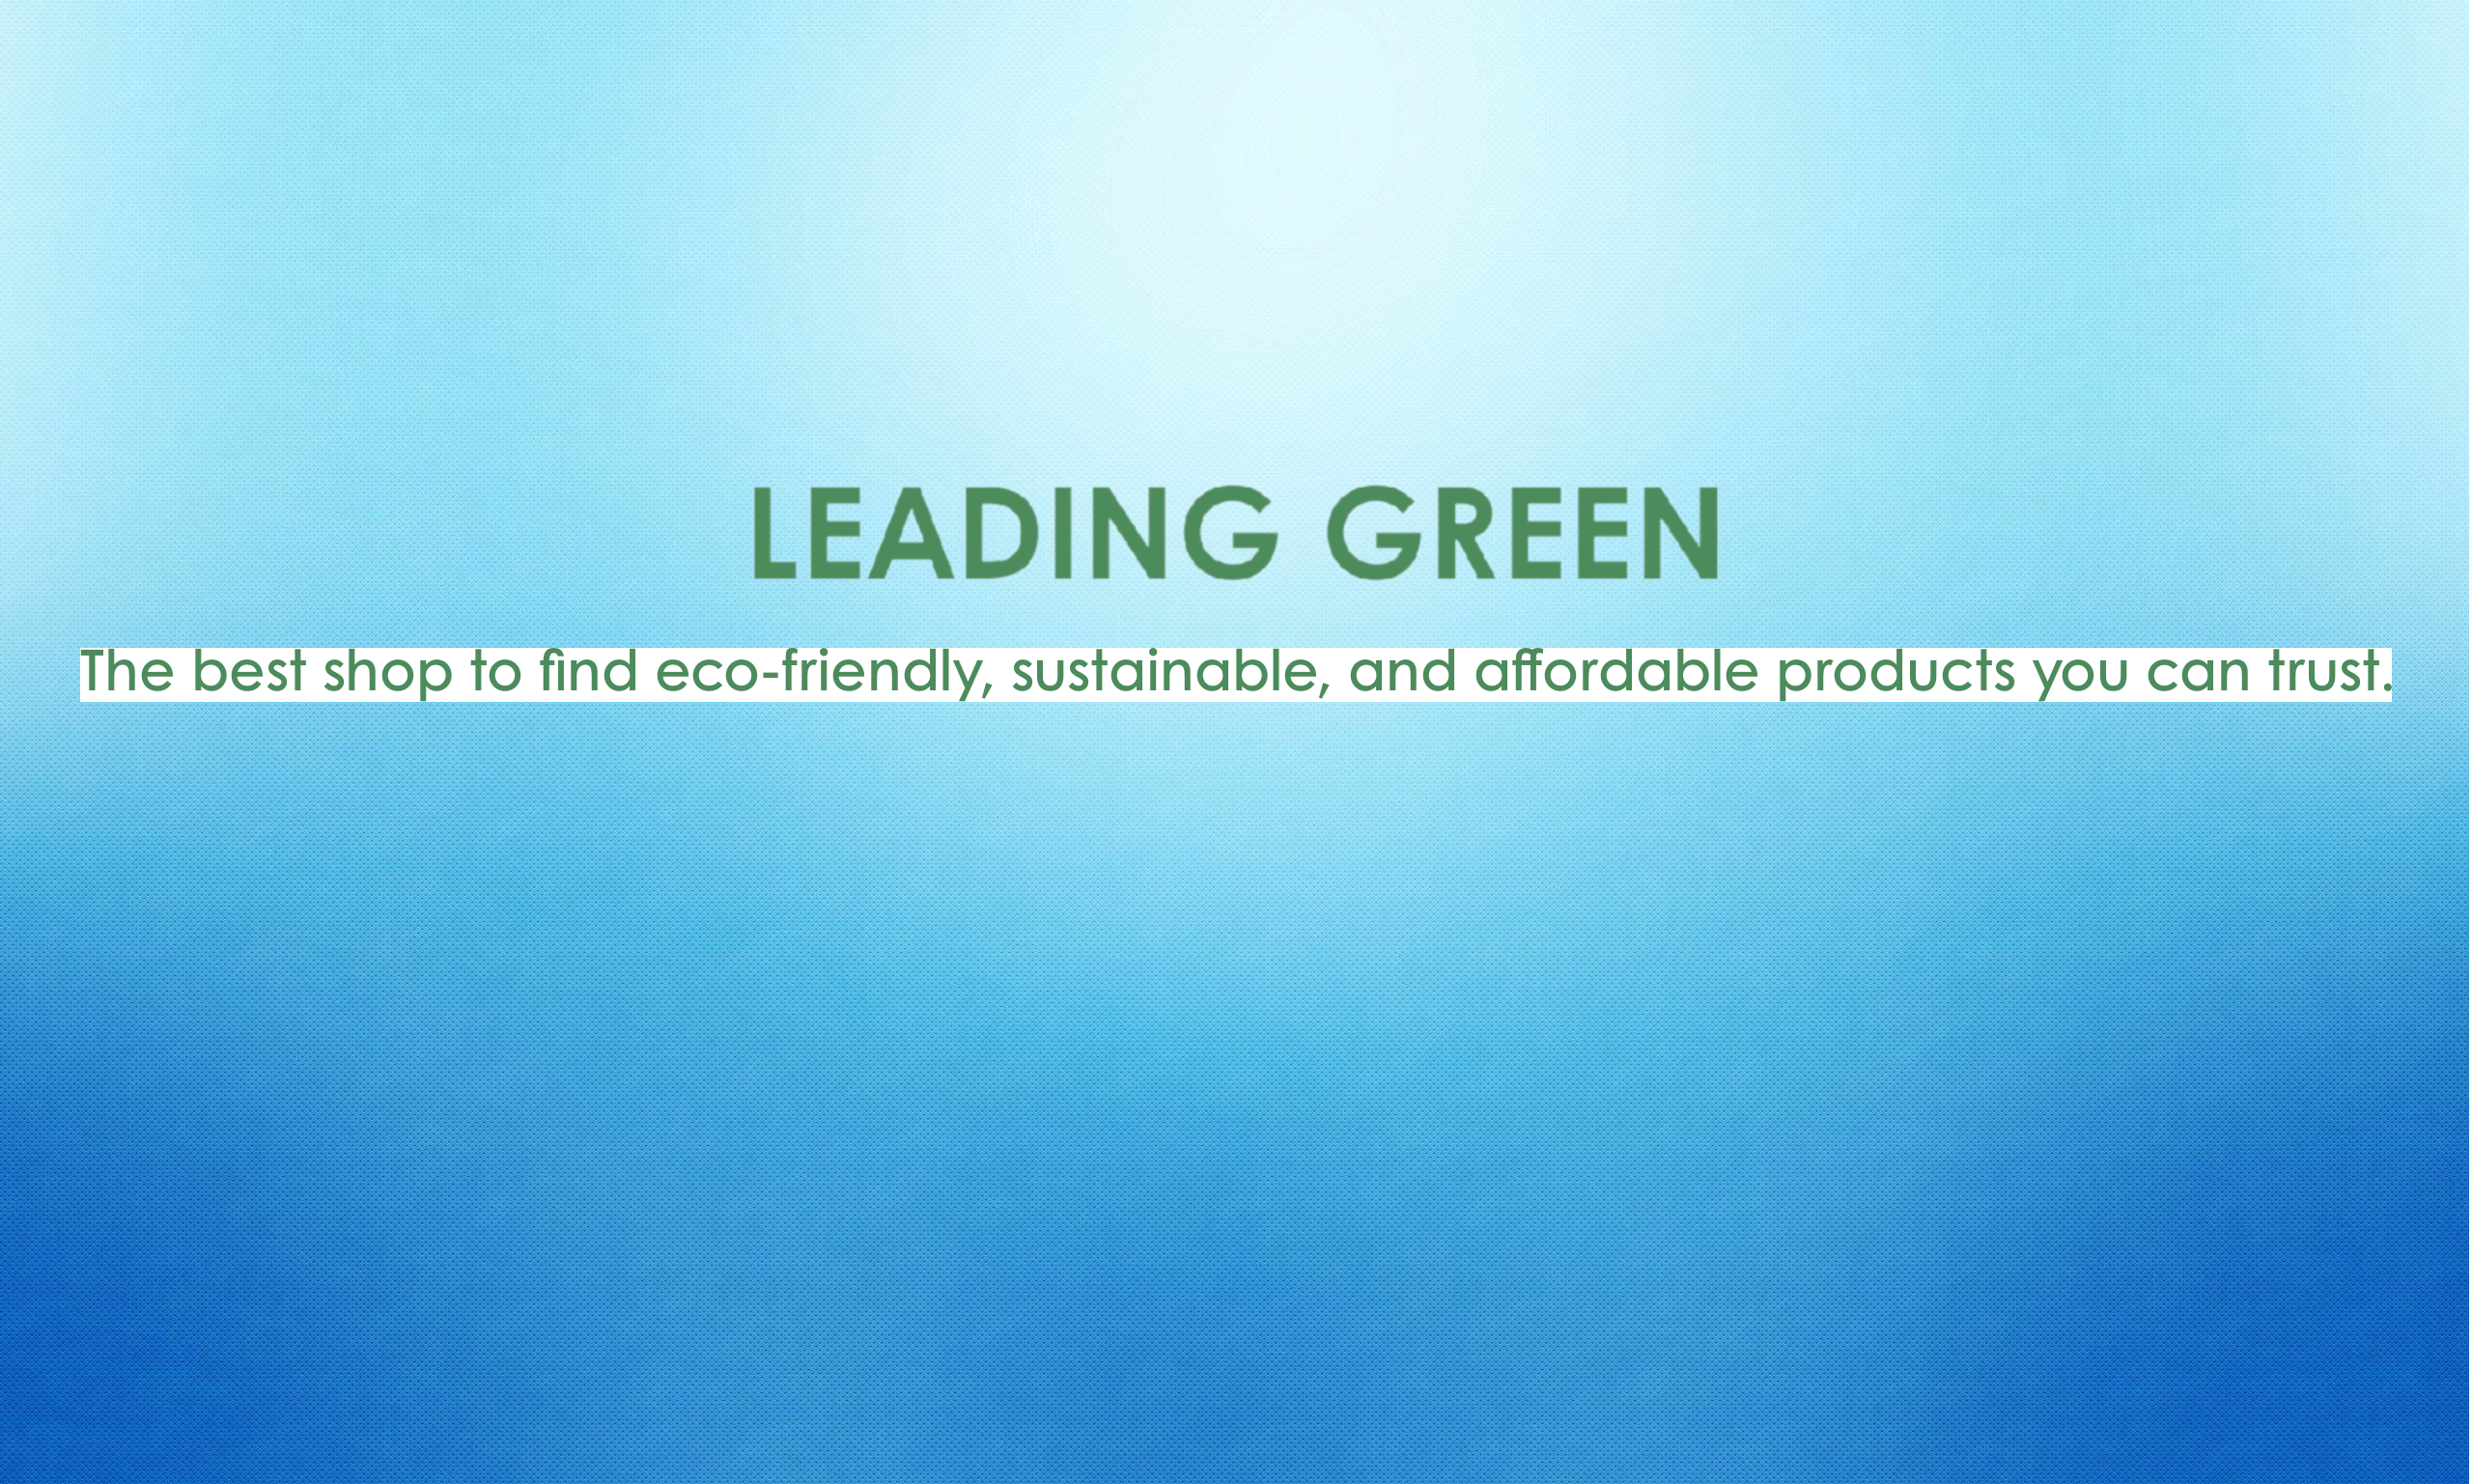 LEADING GREEN
The best shop to find eco-friendly, sustainable, and affordable products you can trust.